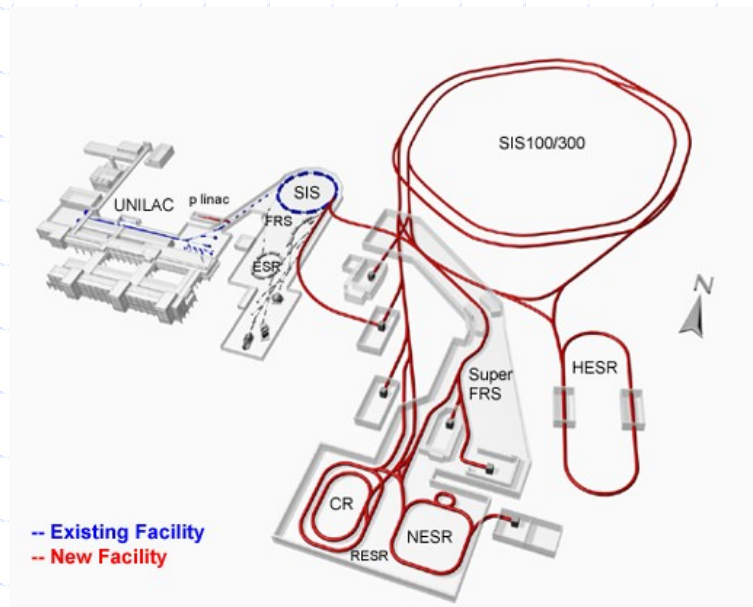 SIS100/300
UNILAC
p linac
SIS
FRS
ESR
N
HESR
Super
FRS
CR
NESR
RESR
-- Existing Facility
-- New Facility